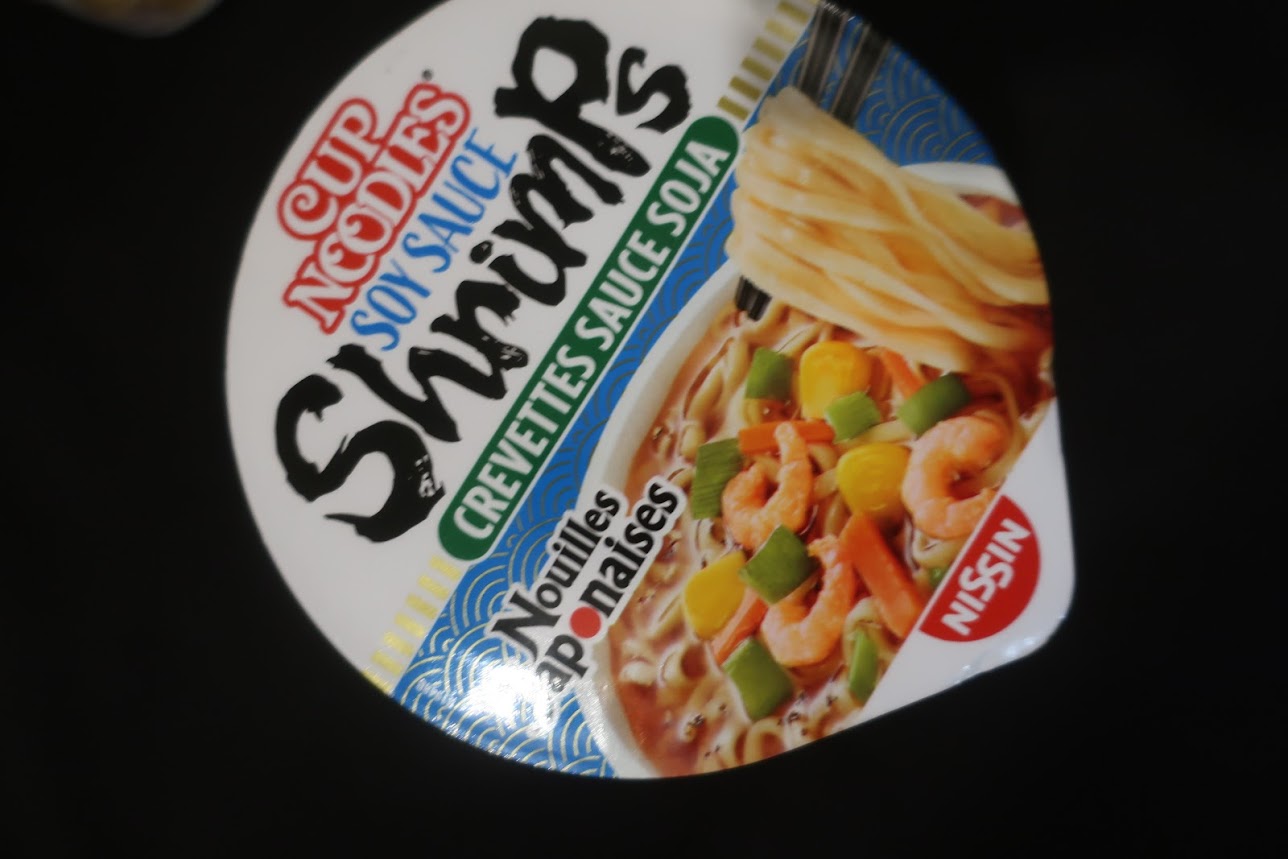 CUP
NOODLES
SOY SAUCE
Shrimps
CREVETTES SAUCE SOJA
Nouilles
Japonaises
NISSIN